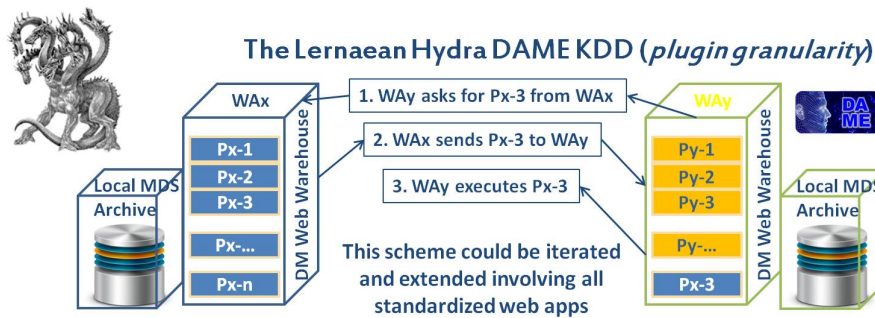 The Lernaean Hydra DAME KDD (plugin granularity)
WAx
Px-1
Px-2
Px-3
Px-...
Px-n
DM Web Warehouse
Local MDS
Archive
1. WAy asks for Px-3 from WAx
2. WAx sends Px-3 to WAy
3. WAy executes Px-3
This scheme could be iterated
and extended involving all
standardized web apps
WAy
Py-1
Py-2
Py-3
Py-...
Px-3
DM Web Warehouse
DA
ME
Local MDS
Archive